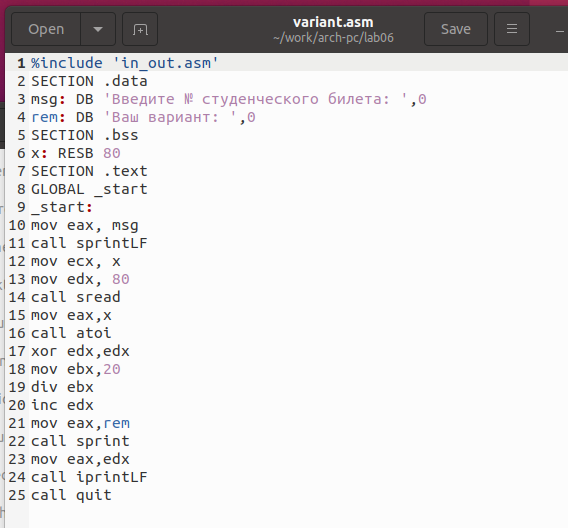 Open
variant.asm
~/work/arch-pc/lab06
Save
1 %include 'in_out.asm'
2 SECTION .data
3 msg: DB 'Введите № студенческого билета: ',0
4 rem: DB 'Ваш вариант: ',0
5 SECTION .bss
6 x: RESB 80
7 SECTION .text
8 GLOBAL _start
9 _start:
10 mov eax, msg
11 call sprintLF
12 mov ecx, x
13 mov edx, 80
14 call sread
15 mov eax,x
16 call atoi
17 xor edx,edx
18 mov ebx,20
19 div ebx
20 inc edx
21 mov eax,rem
22 call sprint
23 mov eax,edx
24 call iprintLF
25 call quit